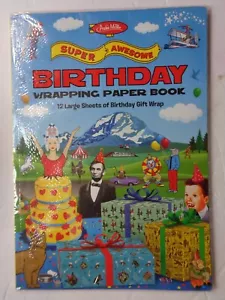 SUPER AWESOME
BIRTHDAY
WRAPPING PAPER BOOK
12 Large Sheets of Birthday Gift Wrap